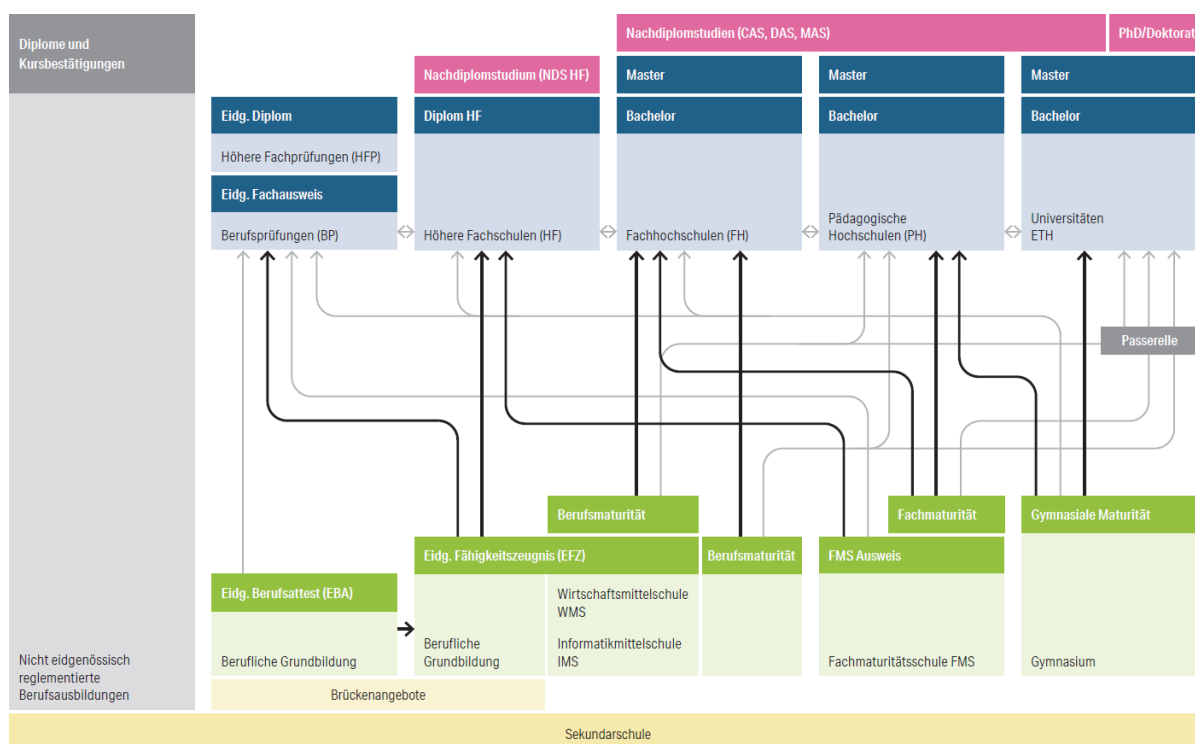 Diplome und
Kursbestätigungen
Nachdiplomstudien (CAS, DAS, MAS)
PhD/Doktorat
Nachdiplomstudium (NDS HF)
Master
Master
Master
Eidg. Diplom
Diplom HF
Bachelor
Bachelor
Bachelor
Höhere Fachprüfungen (HFP)
Eidg. Fachausweis
Berufsprüfungen (BP)
Höhere Fachschulen (HF)
Fachhochschulen (FH)
Pädagogische
Hochschulen (PH)
Universitäten
ETH
Passerelle
Berufsmaturität
Fachmaturität
Gymnasiale Maturität
Eidg. Fähigkeitszeugnis (EFZ)
Berufsmaturität
FMS Ausweis
Eidg. Berufsattest (EBA)
Wirtschaftsmittelschule
WMS
Berufliche Grundbildung
Berufliche
Grundbildung
Informatikmittelschule
IMS
Fachmaturitätsschule FMS
Gymnasium
Nicht eidgenössisch
reglementierte
Berufsausbildungen
Brückenangebote
Sekundarschule